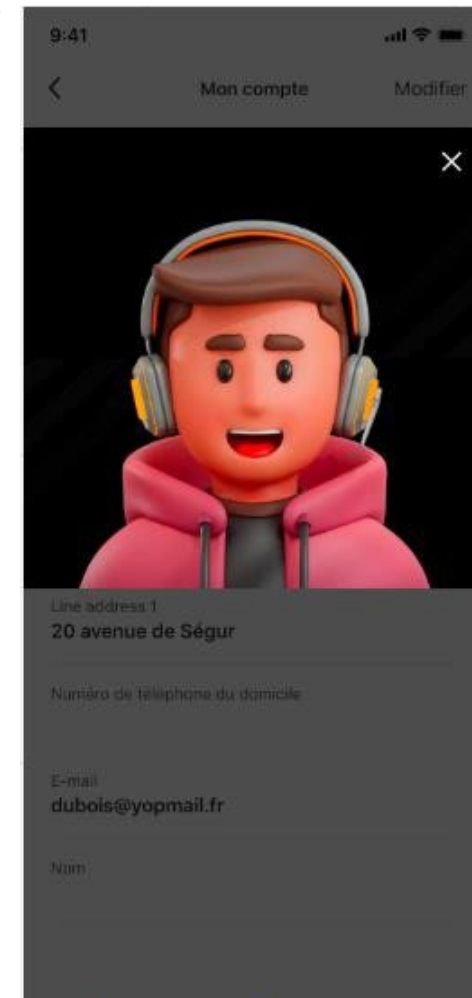 9:41
Mon compte
Modifier
Line address 1
20 avenue de Ségur
Numéro de téléphone du domicile
E-mail
dubois@yopmail.fr
Nom